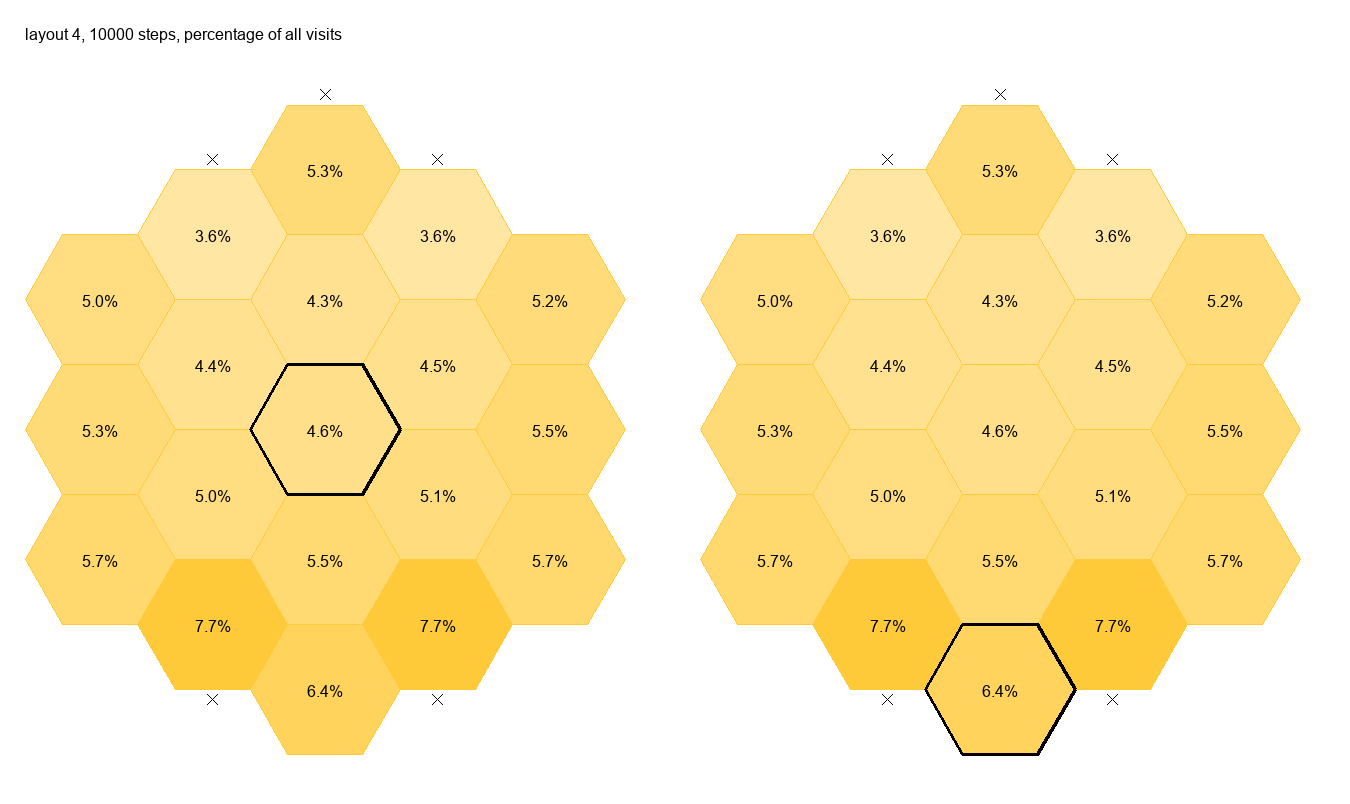 layout 4, 10000 steps, percentage of all visits
5.3% 5.3%
3.6% 3.6% 3.6% 3.6%
5.0% 4.3% 5.2% 5.0% 4.3% 5.2%
4.4% 4.5% 4.4% 4.5%
5.3% 4.6% 5.5% 5.3% 4.6% 5.5%
5.0% 5.1% 5.0% 5.1%
5.7% 5.5% 5.7% 5.7% 5.5% 5.7%
7.7% 7.7% 7.7% 7.7%
6.4% 6.4%